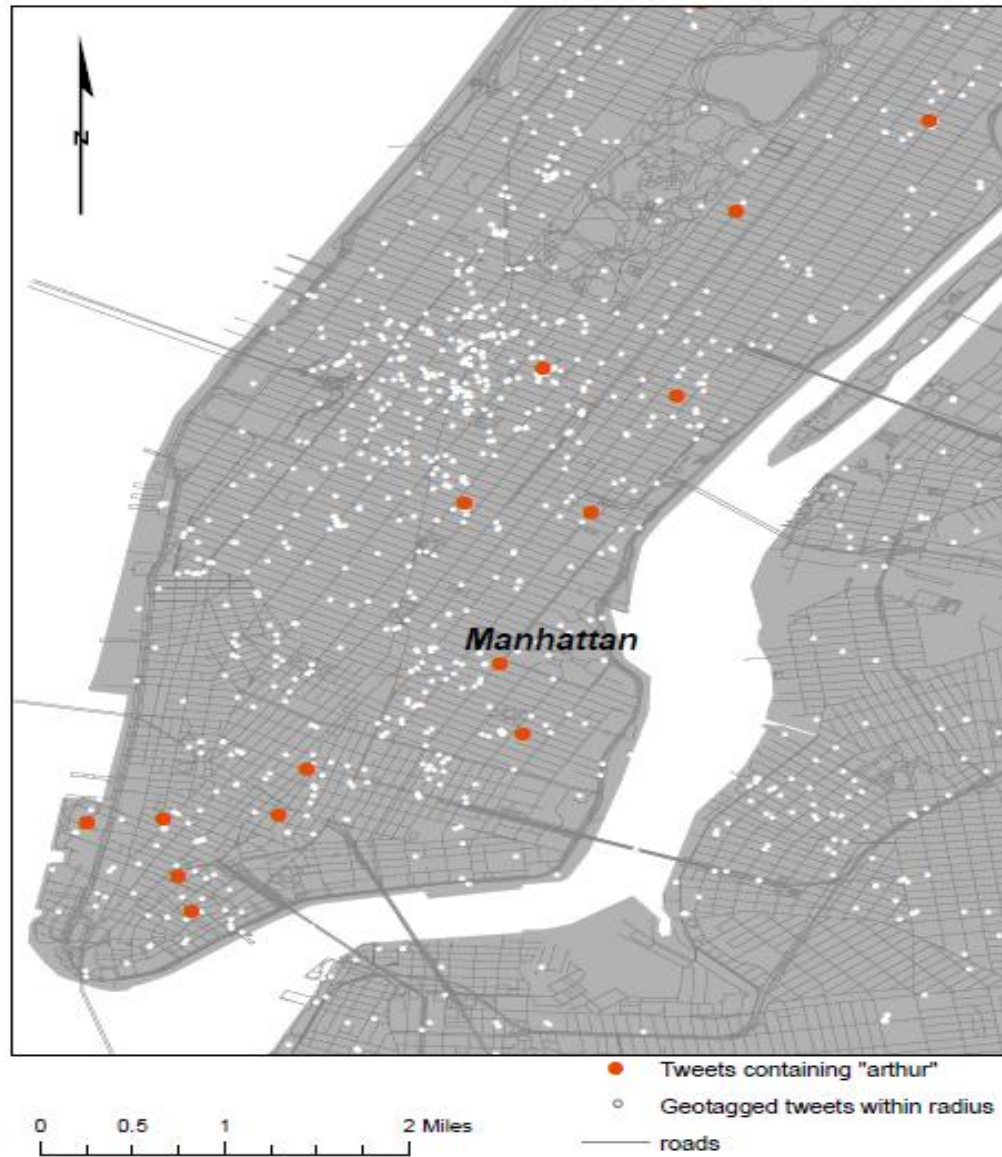 N
Manhattan
Tweets containing "arthur"
Geotagged tweets within radius
roads
0 0.5 1 2 Miles